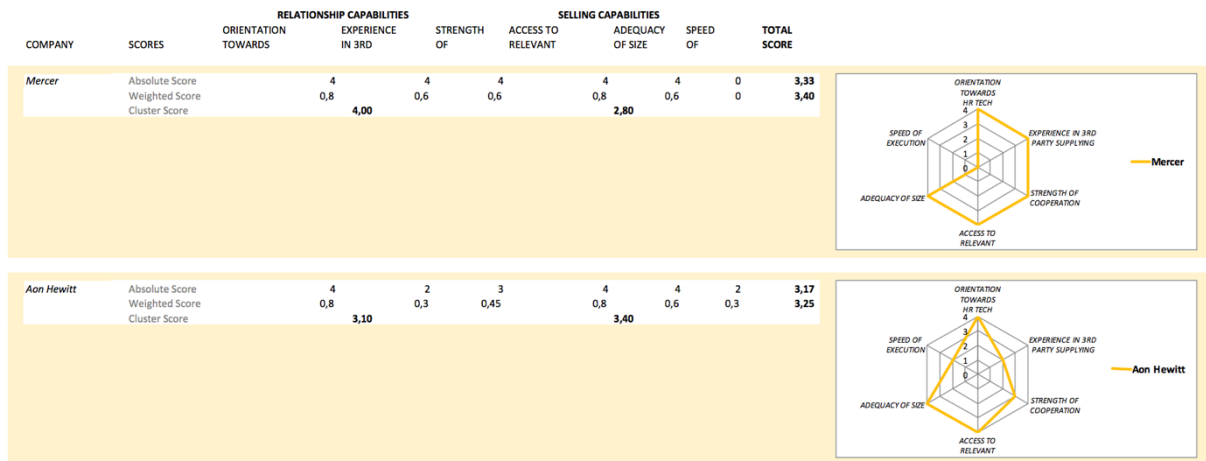 RELATIONSHIP CAPABILITIES SELLING CAPABILITIES
ORIENTATION EXPERIENCE STRENGTH ACCESS TO ADEQUACY SPEED TOTAL
COMPANY SCORES TOWARDS IN 3RD OF RELEVANT OF SIZE OF SCORE
Mercer Absolute Score 4 4 4 4 4 0 3,33
Weighted Score 0,8 0,6 0,6 0,8 0,6 0 3,40
Cluster Score 4,00 2,80
ORIENTATION
TOWARDS
HR TECH
4
3
2
1
0
EXPERIENCE IN 3RD
PARTY SUPPLYING
STRENGTH OF
COOPERATION
ACCESS TO
RELEVANT
ADEQUACY OF SIZE
SPEED OF
EXECUTION
Mercer
Aon Hewitt Absolute Score 4 2 3 4 4 2 3,17
Weighted Score 0,8 0,3 0,45 0,8 0,6 0,3 3,25
Cluster Score 3,10 3,40
ORIENTATION
TOWARDS
HR TECH
4
3
2
1
0
EXPERIENCE IN 3RD
PARTY SUPPLYING
STRENGTH OF
COOPERATION
ACCESS TO
RELEVANT
ADEQUACY OF SIZE
SPEED OF
EXECUTION
Aon Hewitt